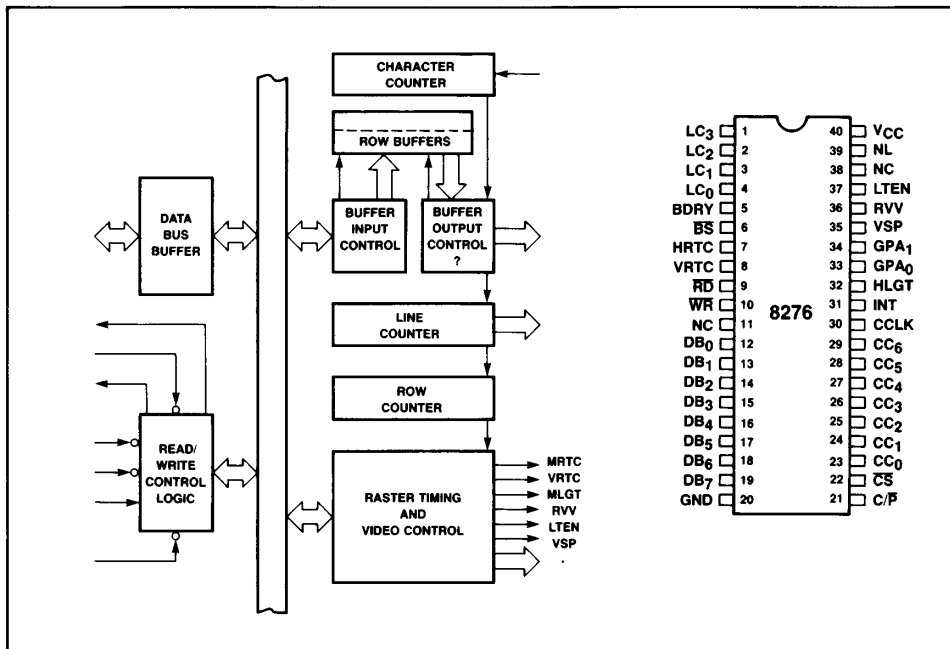 CHARACTER
COUNTER
ROW BUFFERS
DATA
BUS
BUFFER
BUFFER
INPUT
CONTROL
BUFFER
OUTPUT
CONTROL
?
LINE
COUNTER
ROW
COUNTER
READ/
WRITE
CONTROL
LOGIC
RASTER TIMING
AND
VIDEO CONTROL
MRTC
VRTC
MLGT
RVV
LTEN
VSP
8276
LC3 1 40 VCC
LC2 2 39 NL
LC1 3 38 NC
LC0 4 37 LTEN
BDRY 5 36 RVV
B̅S̅ 6 35 VSP
HRTC 7 34 GPA1
VRTC 8 33 GPA0
R̅D̅ 9 32 HLGT
W̅R̅ 10 31 INT
NC 11 30 CCLK
DB0 12 29 CC6
DB1 13 28 CC5
DB2 14 27 CC4
DB3 15 26 CC3
DB4 16 25 CC2
DB5 17 24 CC1
DB6 18 23 CC0
DB7 19 22 C̅S̅
GND 20 21 C/P̅